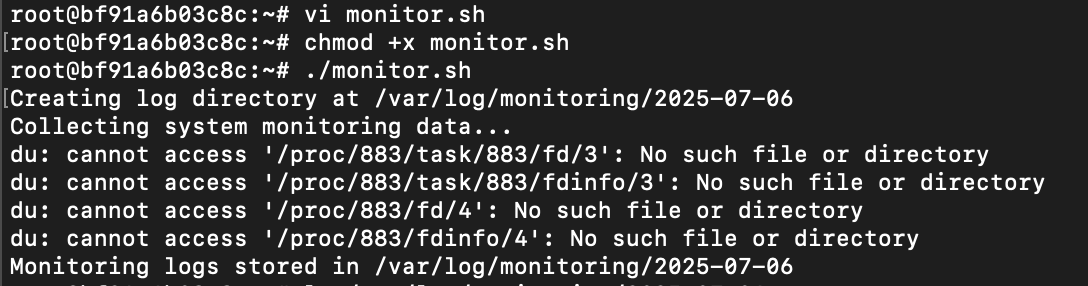 root@bf91a6b03c8c:~# vi monitor.sh
[root@bf91a6b03c8c:~# chmod +x monitor.sh
root@bf91a6b03c8c:~# ./monitor.sh
[Creating log directory at /var/log/monitoring/2025-07-06
Collecting system monitoring data...
du: cannot access '/proc/883/task/883/fd/3': No such file or directory
du: cannot access '/proc/883/task/883/fdinfo/3': No such file or directory
du: cannot access '/proc/883/fd/4': No such file or directory
du: cannot access '/proc/883/fdinfo/4': No such file or directory
Monitoring logs stored in /var/log/monitoring/2025-07-06